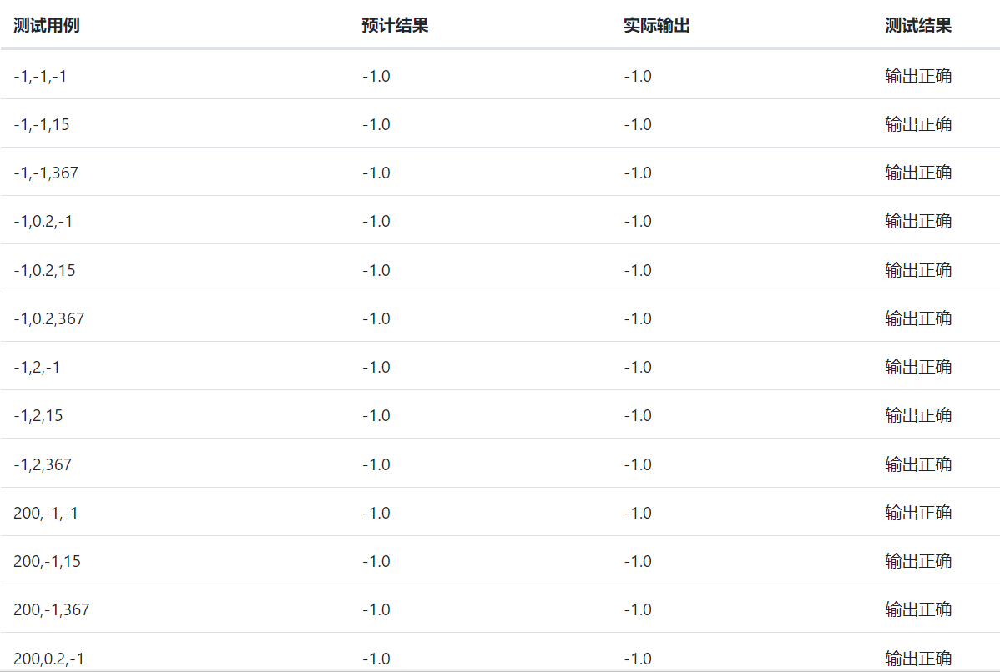 测试用例 预计结果 实际输出 测试结果
-1,-1,-1 -1.0 -1.0 输出正确
-1,-1,15 -1.0 -1.0 输出正确
-1,-1,367 -1.0 -1.0 输出正确
-1,0.2,-1 -1.0 -1.0 输出正确
-1,0.2,15 -1.0 -1.0 输出正确
-1,0.2,367 -1.0 -1.0 输出正确
-1,2,-1 -1.0 -1.0 输出正确
-1,2,15 -1.0 -1.0 输出正确
-1,2,367 -1.0 -1.0 输出正确
200,-1,-1 -1.0 -1.0 输出正确
200,-1,15 -1.0 -1.0 输出正确
200,-1,367 -1.0 -1.0 输出正确
200,0.2,-1 -1.0 -1.0 输出正确